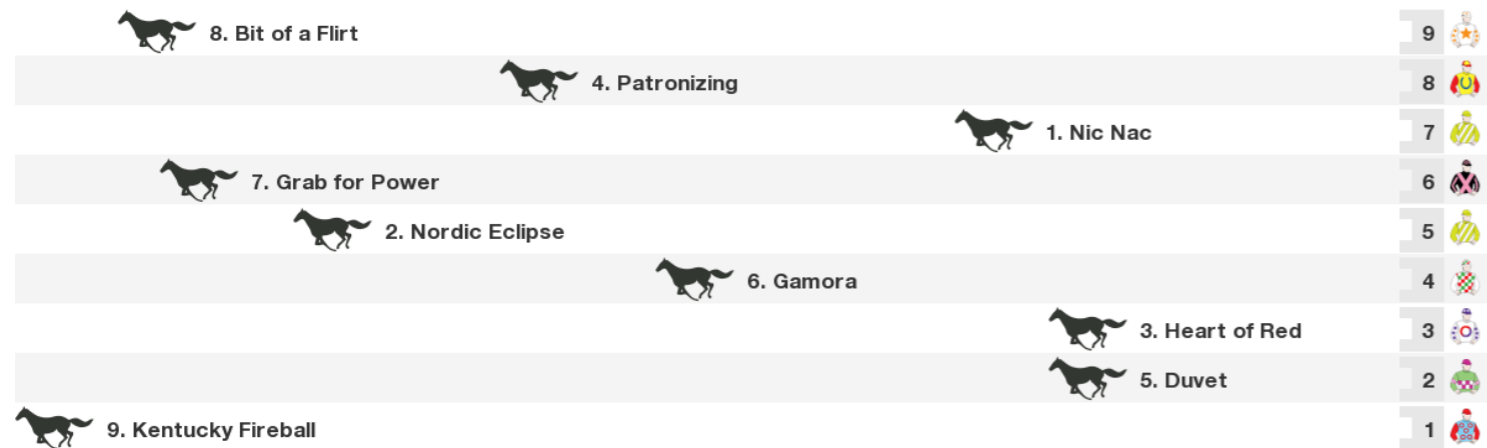 8. Bit of a Flirt 9
4. Patronizing 8
1. Nic Nac 7
7. Grab for Power 6
2. Nordic Eclipse 5
6. Gamora 4
3. Heart of Red 3
5. Duvet 2
9. Kentucky Fireball 1